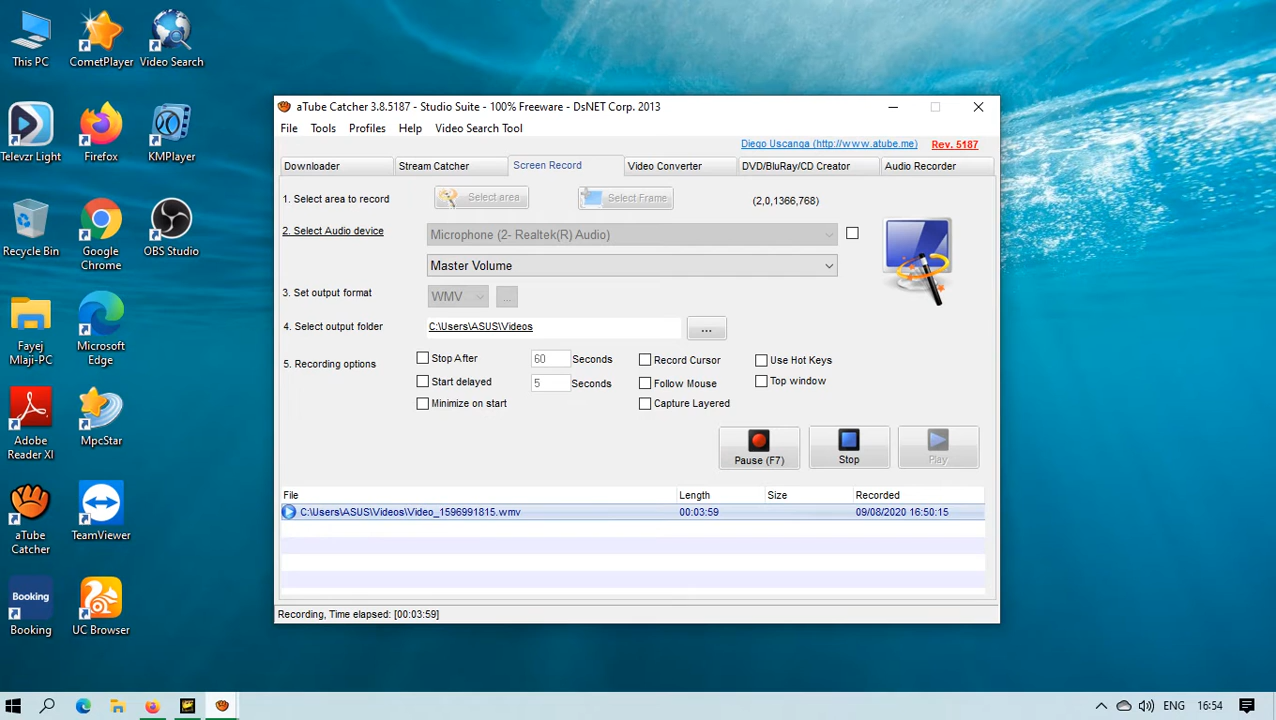 This PC
CometPlayer
Video Search
Televzr Light
Firefox
KMPlayer
Recycle Bin
Google
Chrome
OBS Studio
Fayej
Mlaji-PC
Microsoft
Edge
Adobe
Reader XI
MpcStar
aTube
Catcher
TeamViewer
Booking
Booking
UC Browser
aTube Catcher 3.8.5187 - Studio Suite - 100% Freeware - DsNET Corp. 2013
File Tools Profiles Help Video Search Tool
Diego Uscanga (http://www.atube.me) Rev. 5187
Downloader Stream Catcher Screen Record Video Converter DVD/BluRay/CD Creator Audio Recorder
1. Select area to record Select area Select Frame (2,0,1366,768)
2. Select Audio device Microphone (2- Realtek(R) Audio)
Master Volume
3. Set output format WMV ...
4. Select output folder C:\Users\ASUS\Videos ...
5. Recording options
Stop After 60 Seconds Record Cursor Use Hot Keys
Start delayed 5 Seconds Follow Mouse Top window
Minimize on start Capture Layered
Pause (F7) Stop Play
File Length Size Recorded
C:\Users\ASUS\Videos\Video_1596991815.wmv 00:03:59 09/08/2020 16:50:15
Recording, Time elapsed: [00:03:59]
ENG 16:54